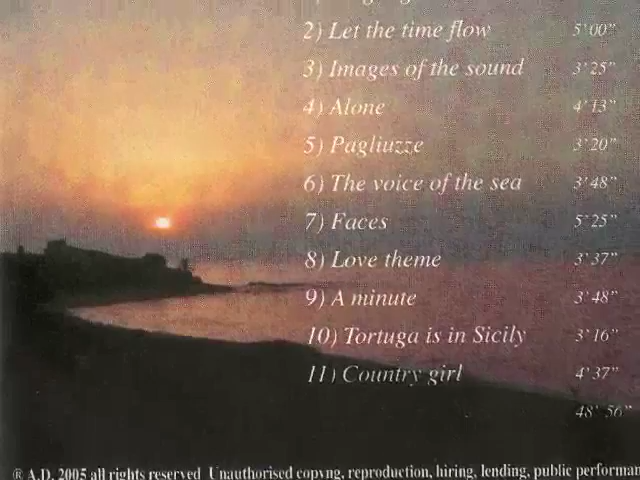 2) Let the time flow 5'00"
3) Images of the sound 3'25"
4) Alone 4'13"
5) Pagliuzze 3'20"
6) The voice of the sea 3'48"
7) Faces 5'25"
8) Love theme 3'37"
9) A minute 3'48"
10) Tortuga is in Sicily 3'16"
11) Country girl 4'37"
48'56"
® A.D. 2005 all rights reserved Unauthorised copyng, reproduction, hiring, lending, public performan